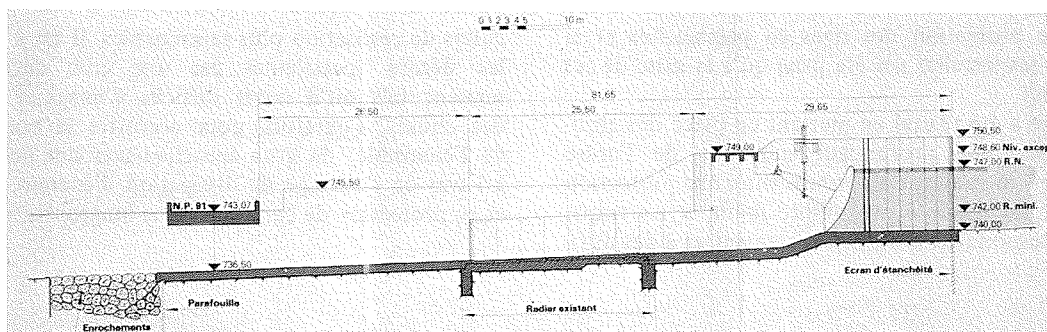 0 1 2 3 4 5 10 m
81,65
26,50 25,50 29,65
750,50
749,00
748,60 Niv. excep
747,00 R.N.
745,50
N.P. 91 743,07
742,00 R. mini.
740,00
736,50
Ecran d'étanchéité
Parafouille
Radier existant
Enrochements